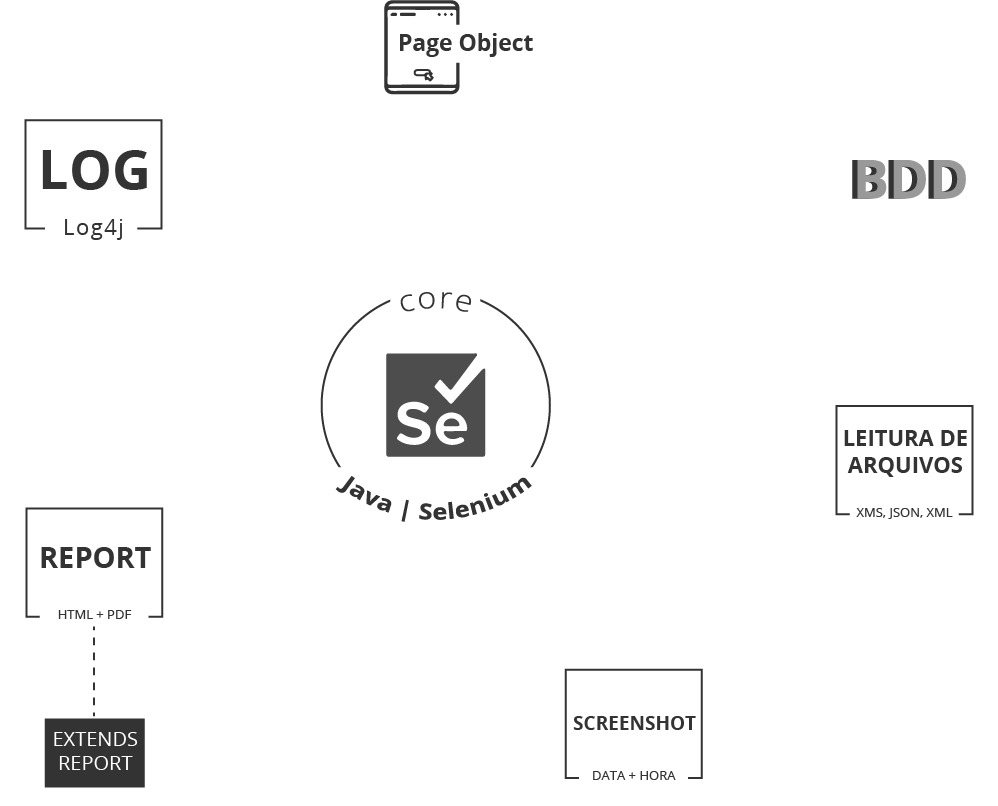 Page Object
LOG
Log4j
BDD
core
Se
Java | Selenium
LEITURA DE
ARQUIVOS
XMS, JSON, XML
REPORT
HTML + PDF
EXTENDS
REPORT
SCREENSHOT
DATA + HORA